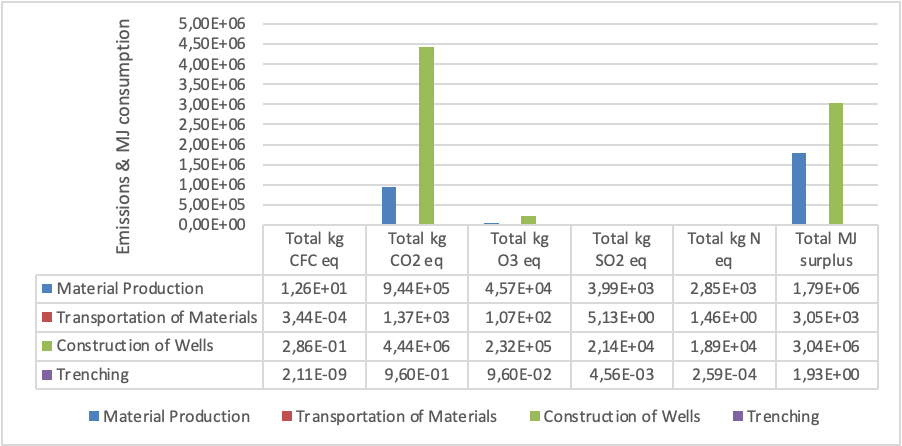 Emissions & MJ consumption
5,00E+06
4,50E+06
4,00E+06
3,50E+06
3,00E+06
2,50E+06
2,00E+06
1,50E+06
1,00E+06
5,00E+05
0,00E+00
Total kg CFC eq
Total kg CO2 eq
Total kg O3 eq
Total kg SO2 eq
Total kg N eq
Total MJ surplus
Material Production 1,26E+01 9,44E+05 4,57E+04 3,99E+03 2,85E+03 1,79E+06
Transportation of Materials 3,44E-04 1,37E+03 1,07E+02 5,13E+00 1,46E+00 3,05E+03
Construction of Wells 2,86E-01 4,44E+06 2,32E+05 2,14E+04 1,89E+04 3,04E+06
Trenching 2,11E-09 9,60E-01 9,60E-02 4,56E-03 2,59E-04 1,93E+00
Material Production Transportation of Materials Construction of Wells Trenching